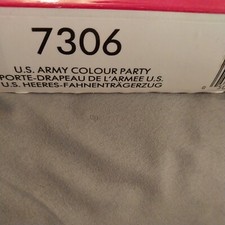 7306
U.S. ARMY COLOUR PARTY
PORTE-DRAPEAU DE L'ARMEE U.S.
U.S. HEERES-FAHNENTRÄGERZUG